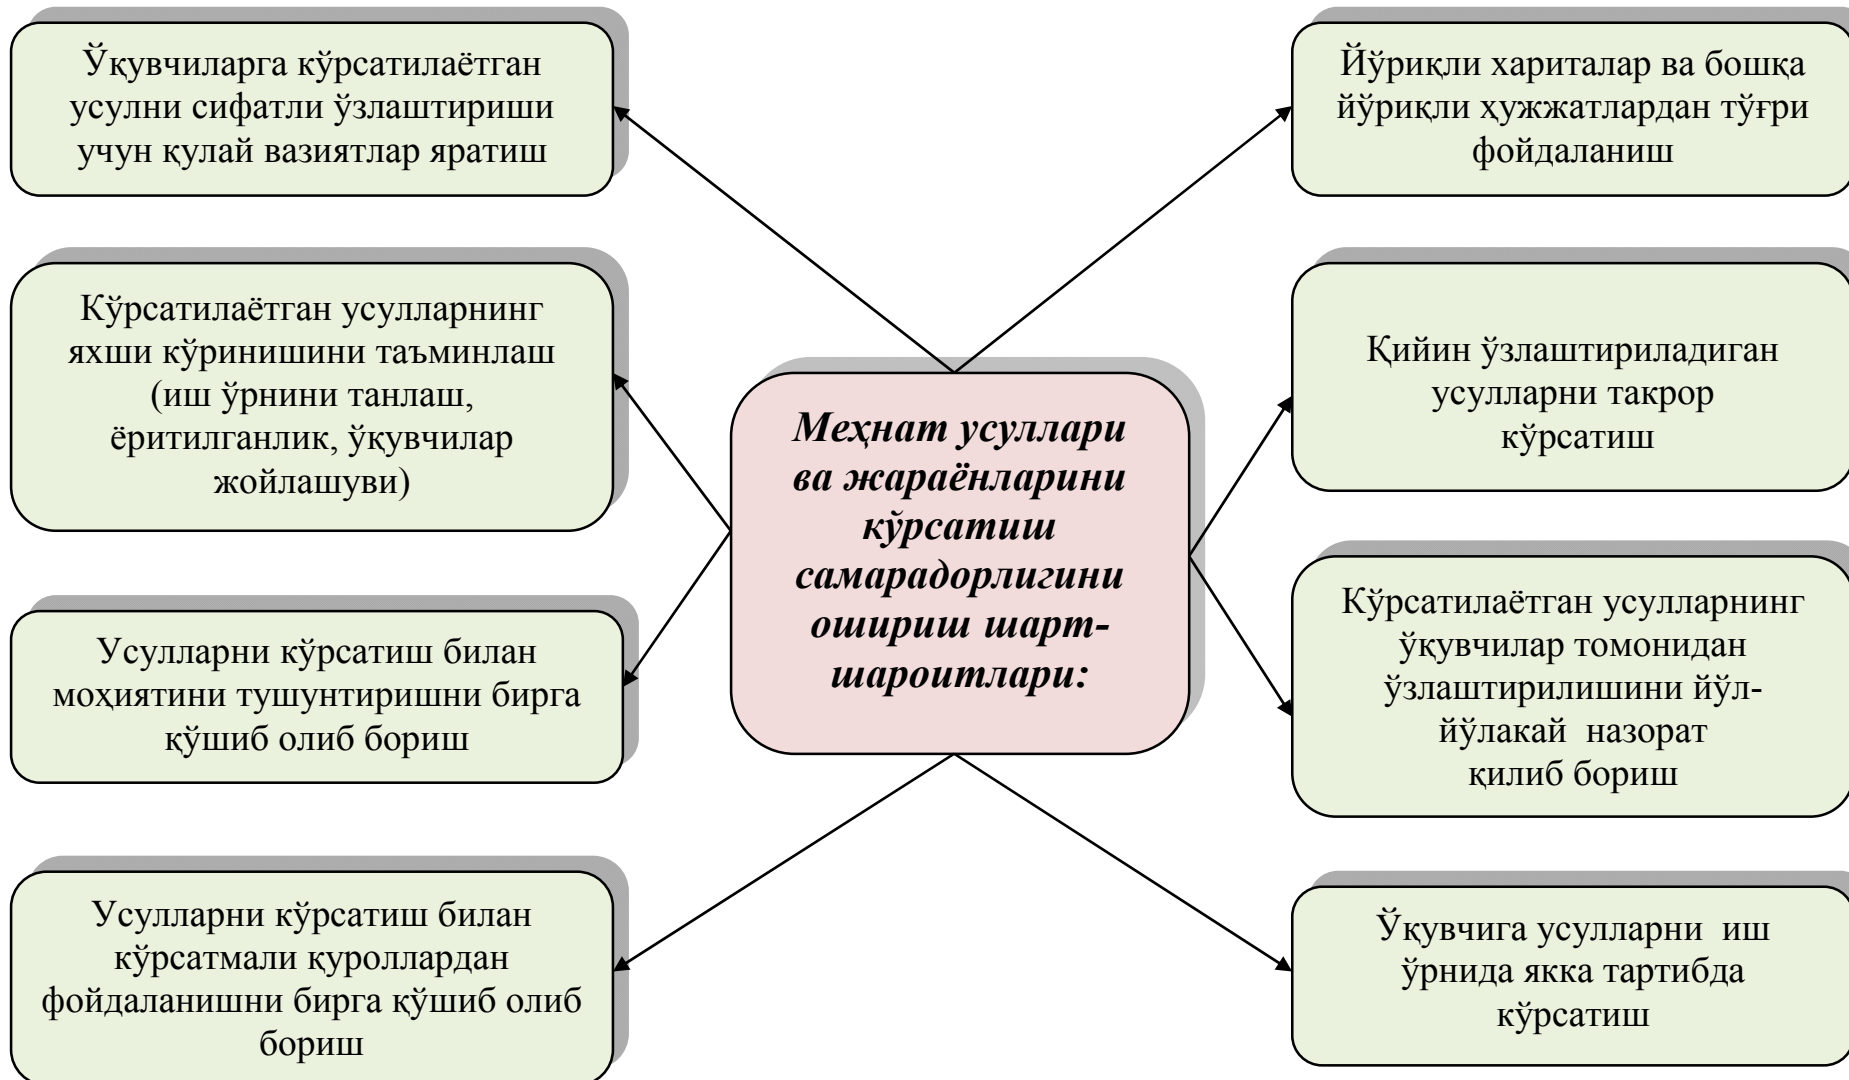 Ўқувчиларга кўрсатилаётган
усулни сифатли ўзлаштириши
учун қулай вазиятлар яратиш
Кўрсатилаётган усулларнинг
яхши кўринишини таъминлаш
(иш ўрнини танлаш,
ёритилганлик, ўқувчилар
жойлашуви)
Усулларни кўрсатиш билан
моҳиятини тушунтиришни бирга
қўшиб олиб бориш
Усулларни кўрсатиш билан
кўрсатмали қуроллардан
фойдаланишни бирга қўшиб олиб
бориш
Меҳнат усуллари
ва жараёнларини
кўрсатиш
самарадорлигини
ошириш шарт-
шароитлари:
Йўриқли хариталар ва бошқа
йўриқли ҳужжатлардан тўғри
фойдаланиш
Қийин ўзлаштириладиган
усулларни такрор
кўрсатиш
Кўрсатилаётган усулларнинг
ўқувчилар томонидан
ўзлаштирилишини йўл-
йўлакай  назорат
қилиб бориш
Ўқувчига усулларни  иш
ўрнида якка тартибда
кўрсатиш